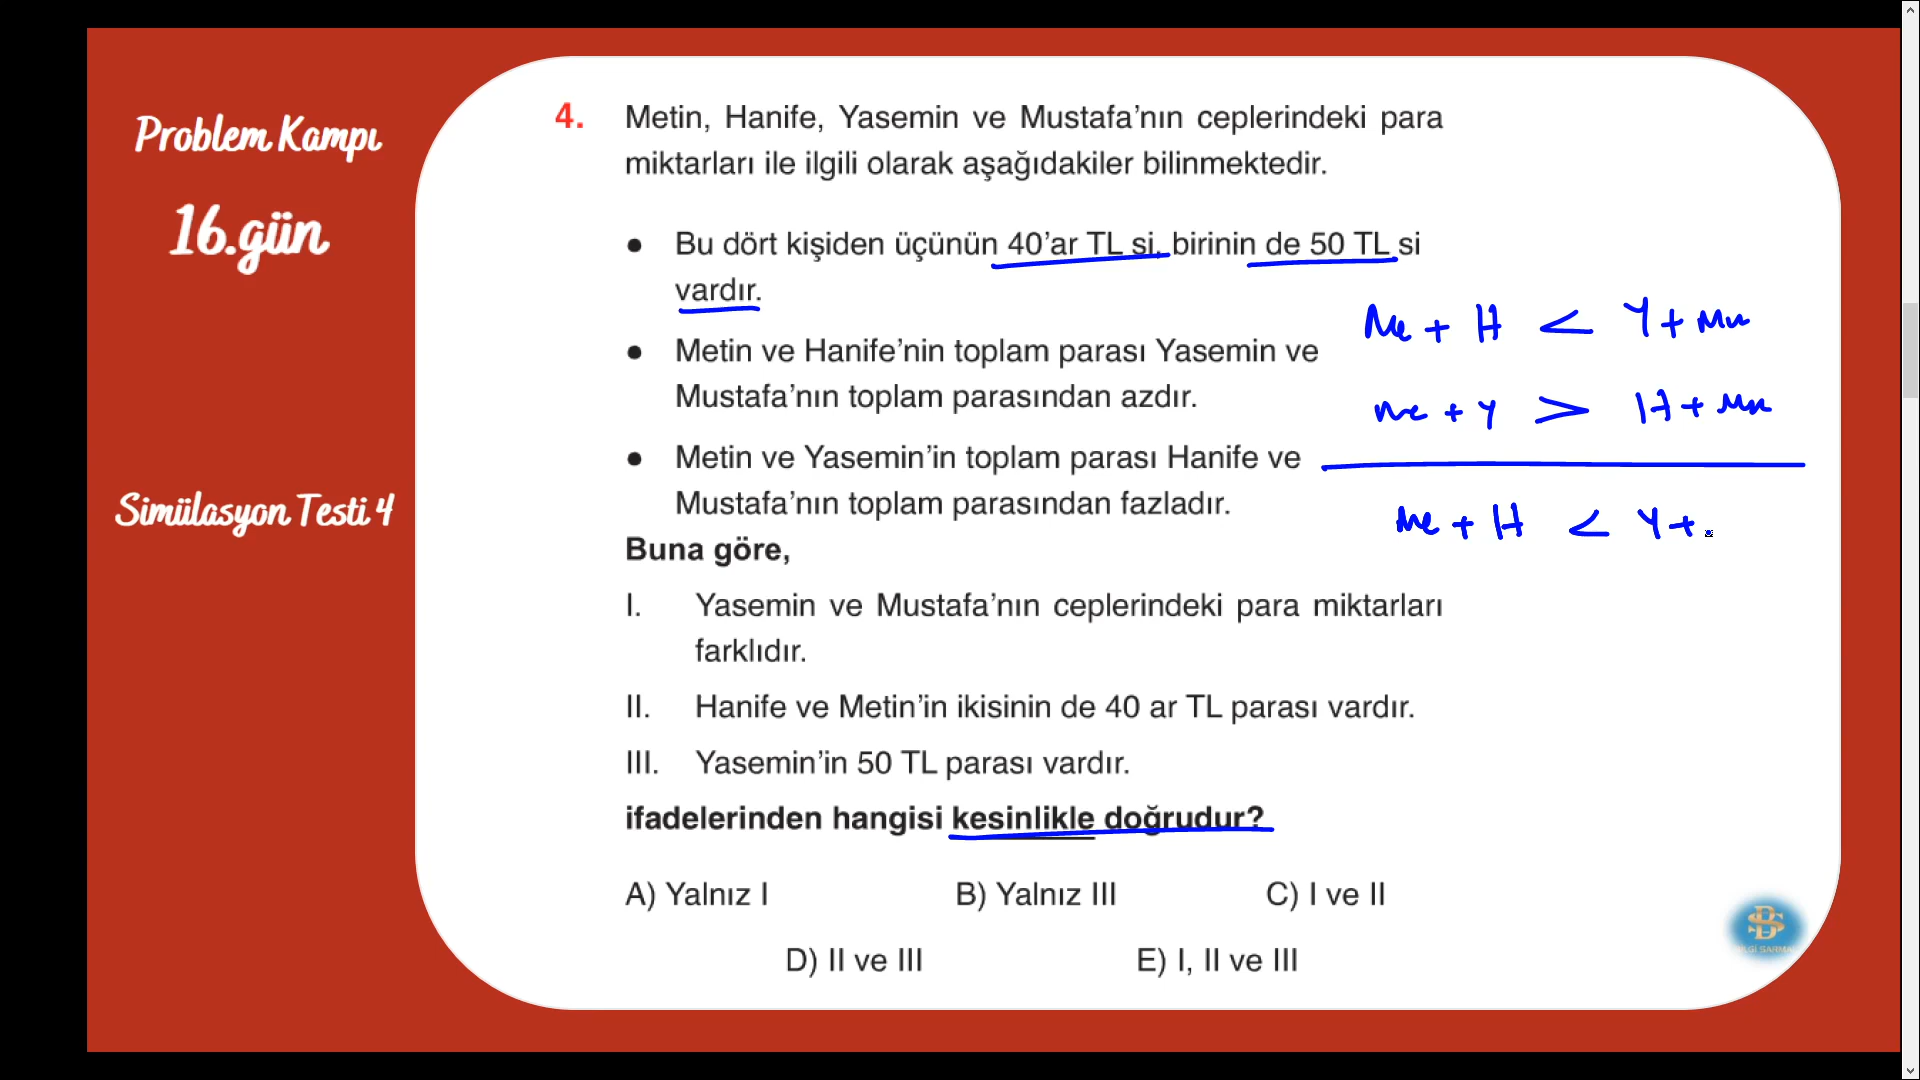 Problem Kampı
16.gün
Simülasyon Testi 4
4. Metin, Hanife, Yasemin ve Mustafa’nın ceplerindeki para
miktarları ile ilgili olarak aşağıdakiler bilinmektedir.
● Bu dört kişiden üçünün 40’ar TL si, birinin de 50 TL si
vardır.
● Metin ve Hanife’nin toplam parası Yasemin ve
Mustafa’nın toplam parasından azdır.
● Metin ve Yasemin’in toplam parası Hanife ve
Mustafa’nın toplam parasından fazladır.
Me + H < Y + Mu
Me + Y > H + Mu
Me + H < Y +
Buna göre,
I. Yasemin ve Mustafa’nın ceplerindeki para miktarları
farklıdır.
II. Hanife ve Metin’in ikisinin de 40 ar TL parası vardır.
III. Yasemin’in 50 TL parası vardır.
ifadelerinden hangisi kesinlikle doğrudur?
A) Yalnız I B) Yalnız III C) I ve II
D) II ve III E) I, II ve III